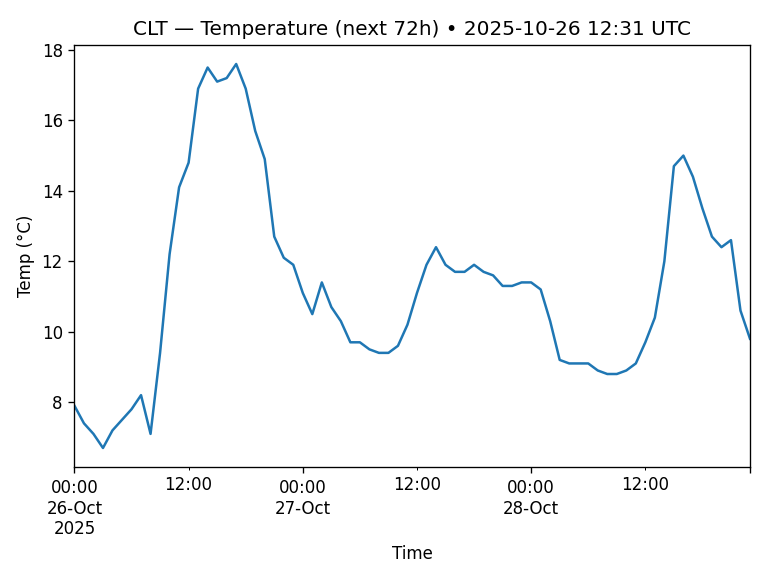 CLT — Temperature (next 72h) • 2025-10-26 12:31 UTC
18
16
14
12
10
8
Temp (°C)
00:00 12:00 00:00 12:00 00:00 12:00
26-Oct 27-Oct 28-Oct
2025
Time